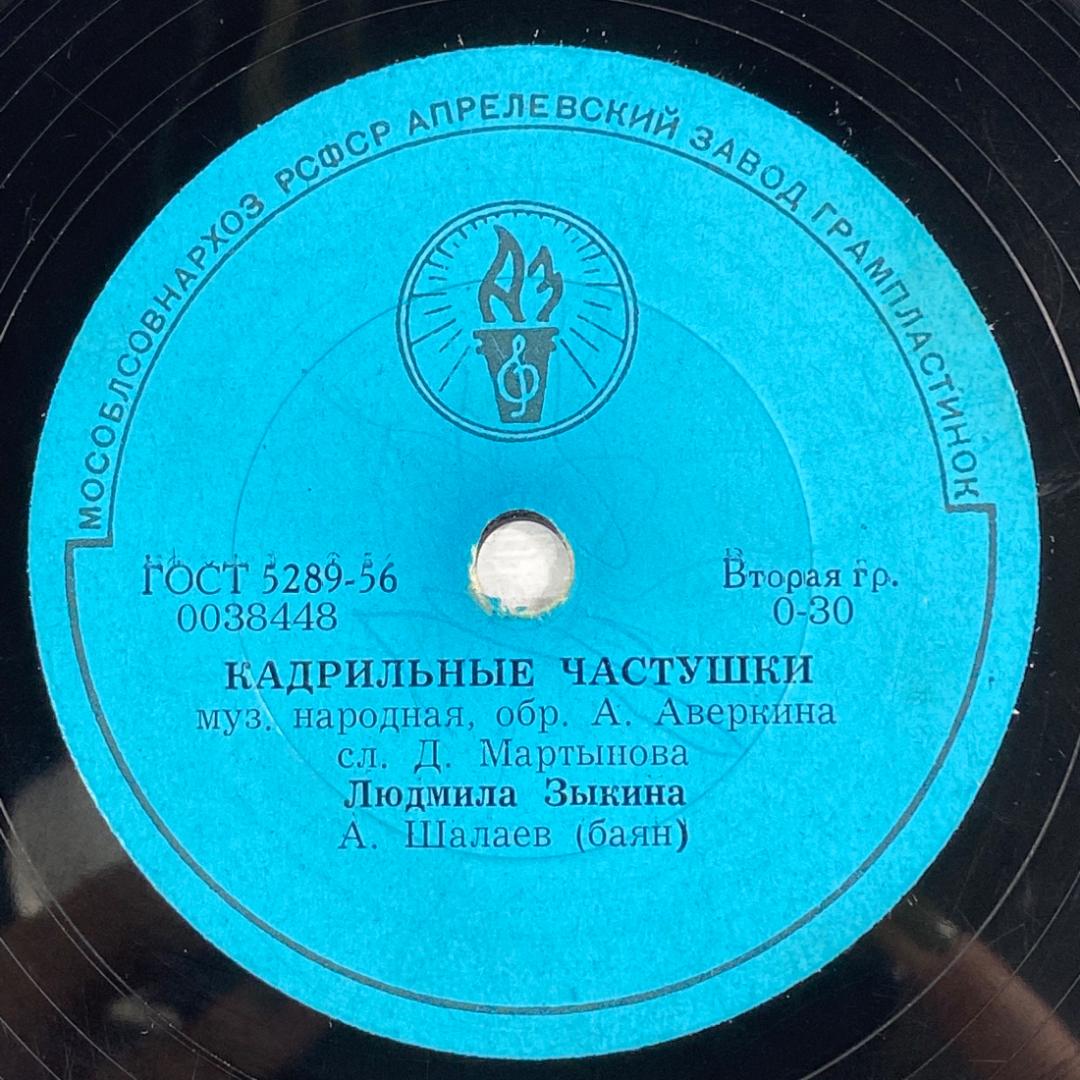 МОСОБЛСОВНАРХОЗ РСФСР АПРЕЛЕВСКИЙ ЗАВОД ГРАМПЛАСТИНОК
АЗ
ГОСТ 5289-56
0038448
Вторая гр.
0-30
КАДРИЛЬНЫЕ ЧАСТУШКИ
муз. народная, обр. А. Аверкина
сл. Д. Мартынова
Людмила Зыкина
А. Шалаев (баян)